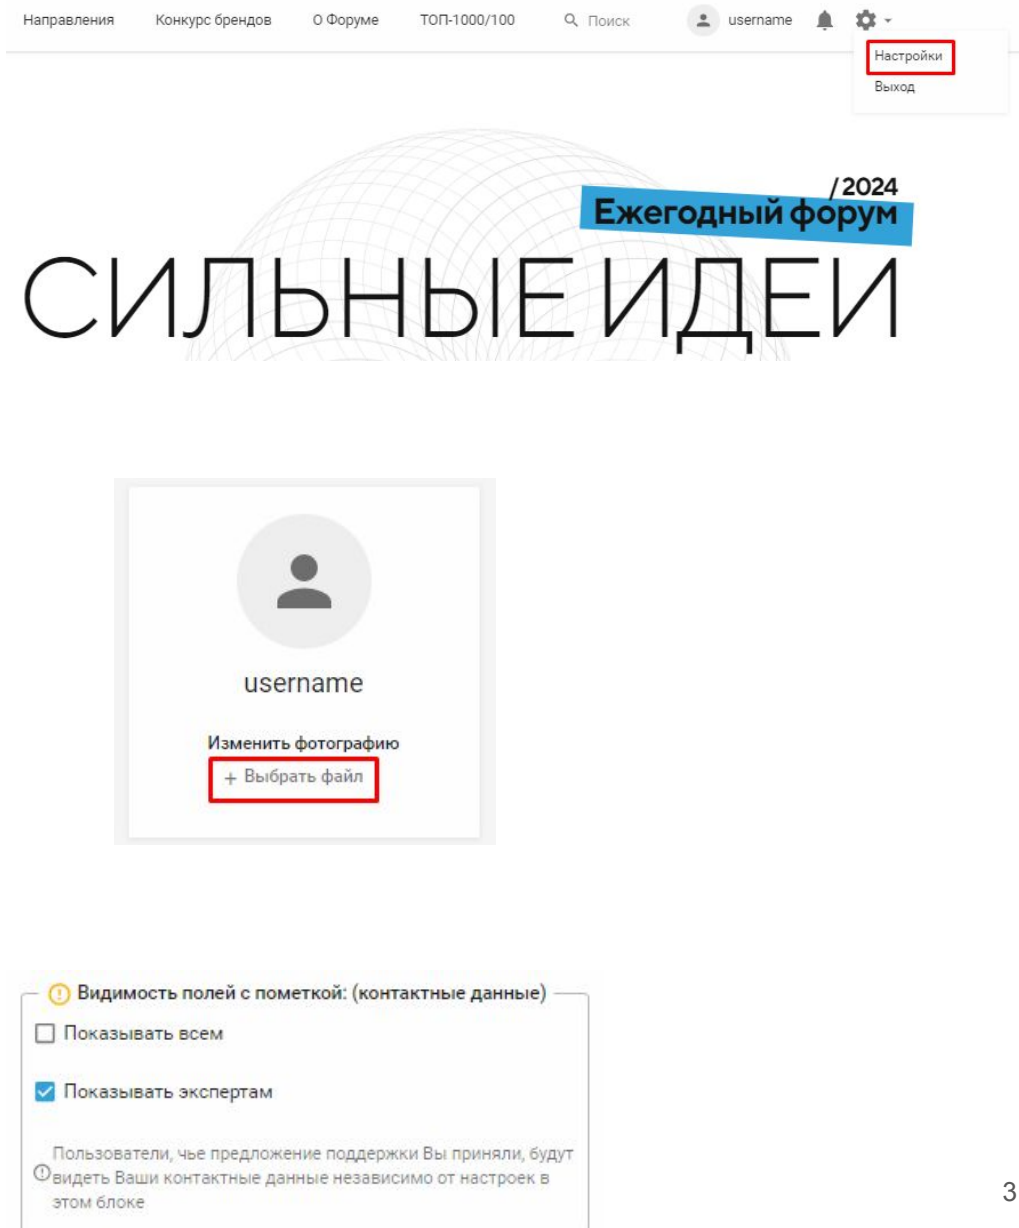 Направления Конкурс брендов О Форуме ТОП-1000/100 Поиск username
Настройки
Выход
/2024
Ежегодный форум
СИЛЬНЫЕ ИДЕИ
username
Изменить фотографию
+ Выбрать файл
Видимость полей с пометкой: (контактные данные)
Показывать всем
Показывать экспертам
Пользователи, чье предложение поддержки Вы приняли, будут
видеть Ваши контактные данные независимо от настроек в
этом блоке
3